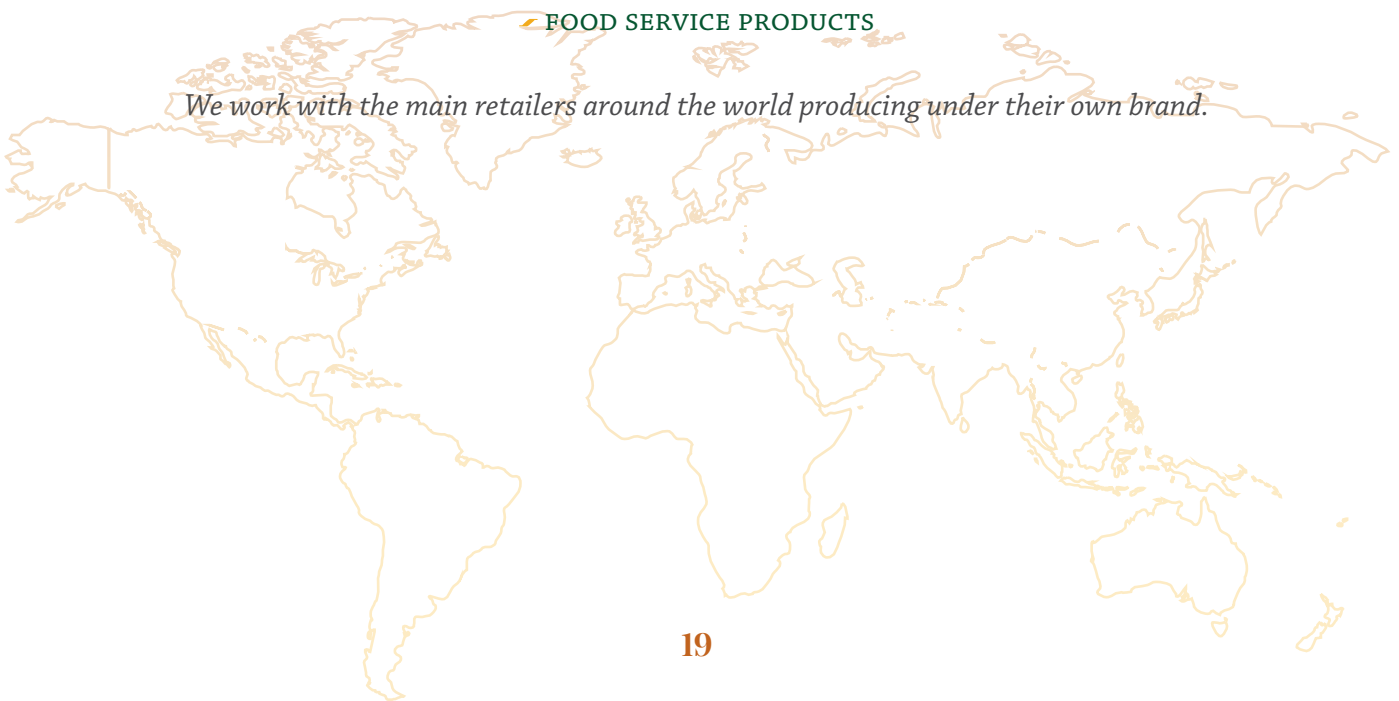 FOOD SERVICE PRODUCTS
We work with the main retailers around the world producing under their own brand.
19